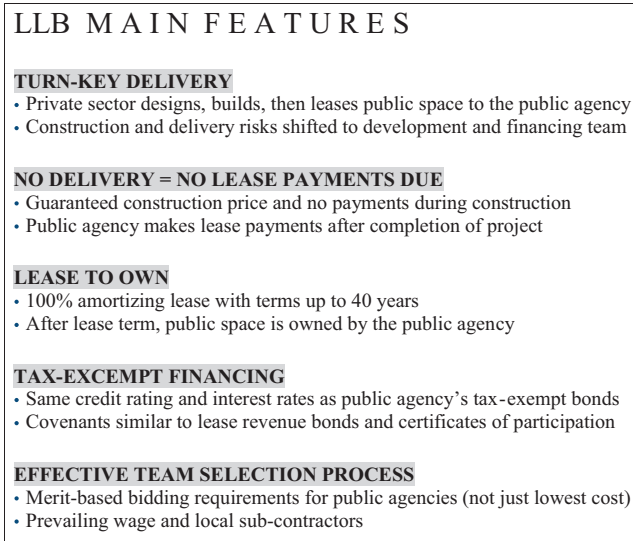 LLB MAIN FEATURES
TURN-KEY DELIVERY
• Private sector designs, builds, then leases public space to the public agency
• Construction and delivery risks shifted to development and financing team
NO DELIVERY = NO LEASE PAYMENTS DUE
• Guaranteed construction price and no payments during construction
• Public agency makes lease payments after completion of project
LEASE TO OWN
• 100% amortizing lease with terms up to 40 years
• After lease term, public space is owned by the public agency
TAX-EXCEMPT FINANCING
• Same credit rating and interest rates as public agency’s tax-exempt bonds
• Covenants similar to lease revenue bonds and certificates of participation
EFFECTIVE TEAM SELECTION PROCESS
• Merit-based bidding requirements for public agencies (not just lowest cost)
• Prevailing wage and local sub-contractors